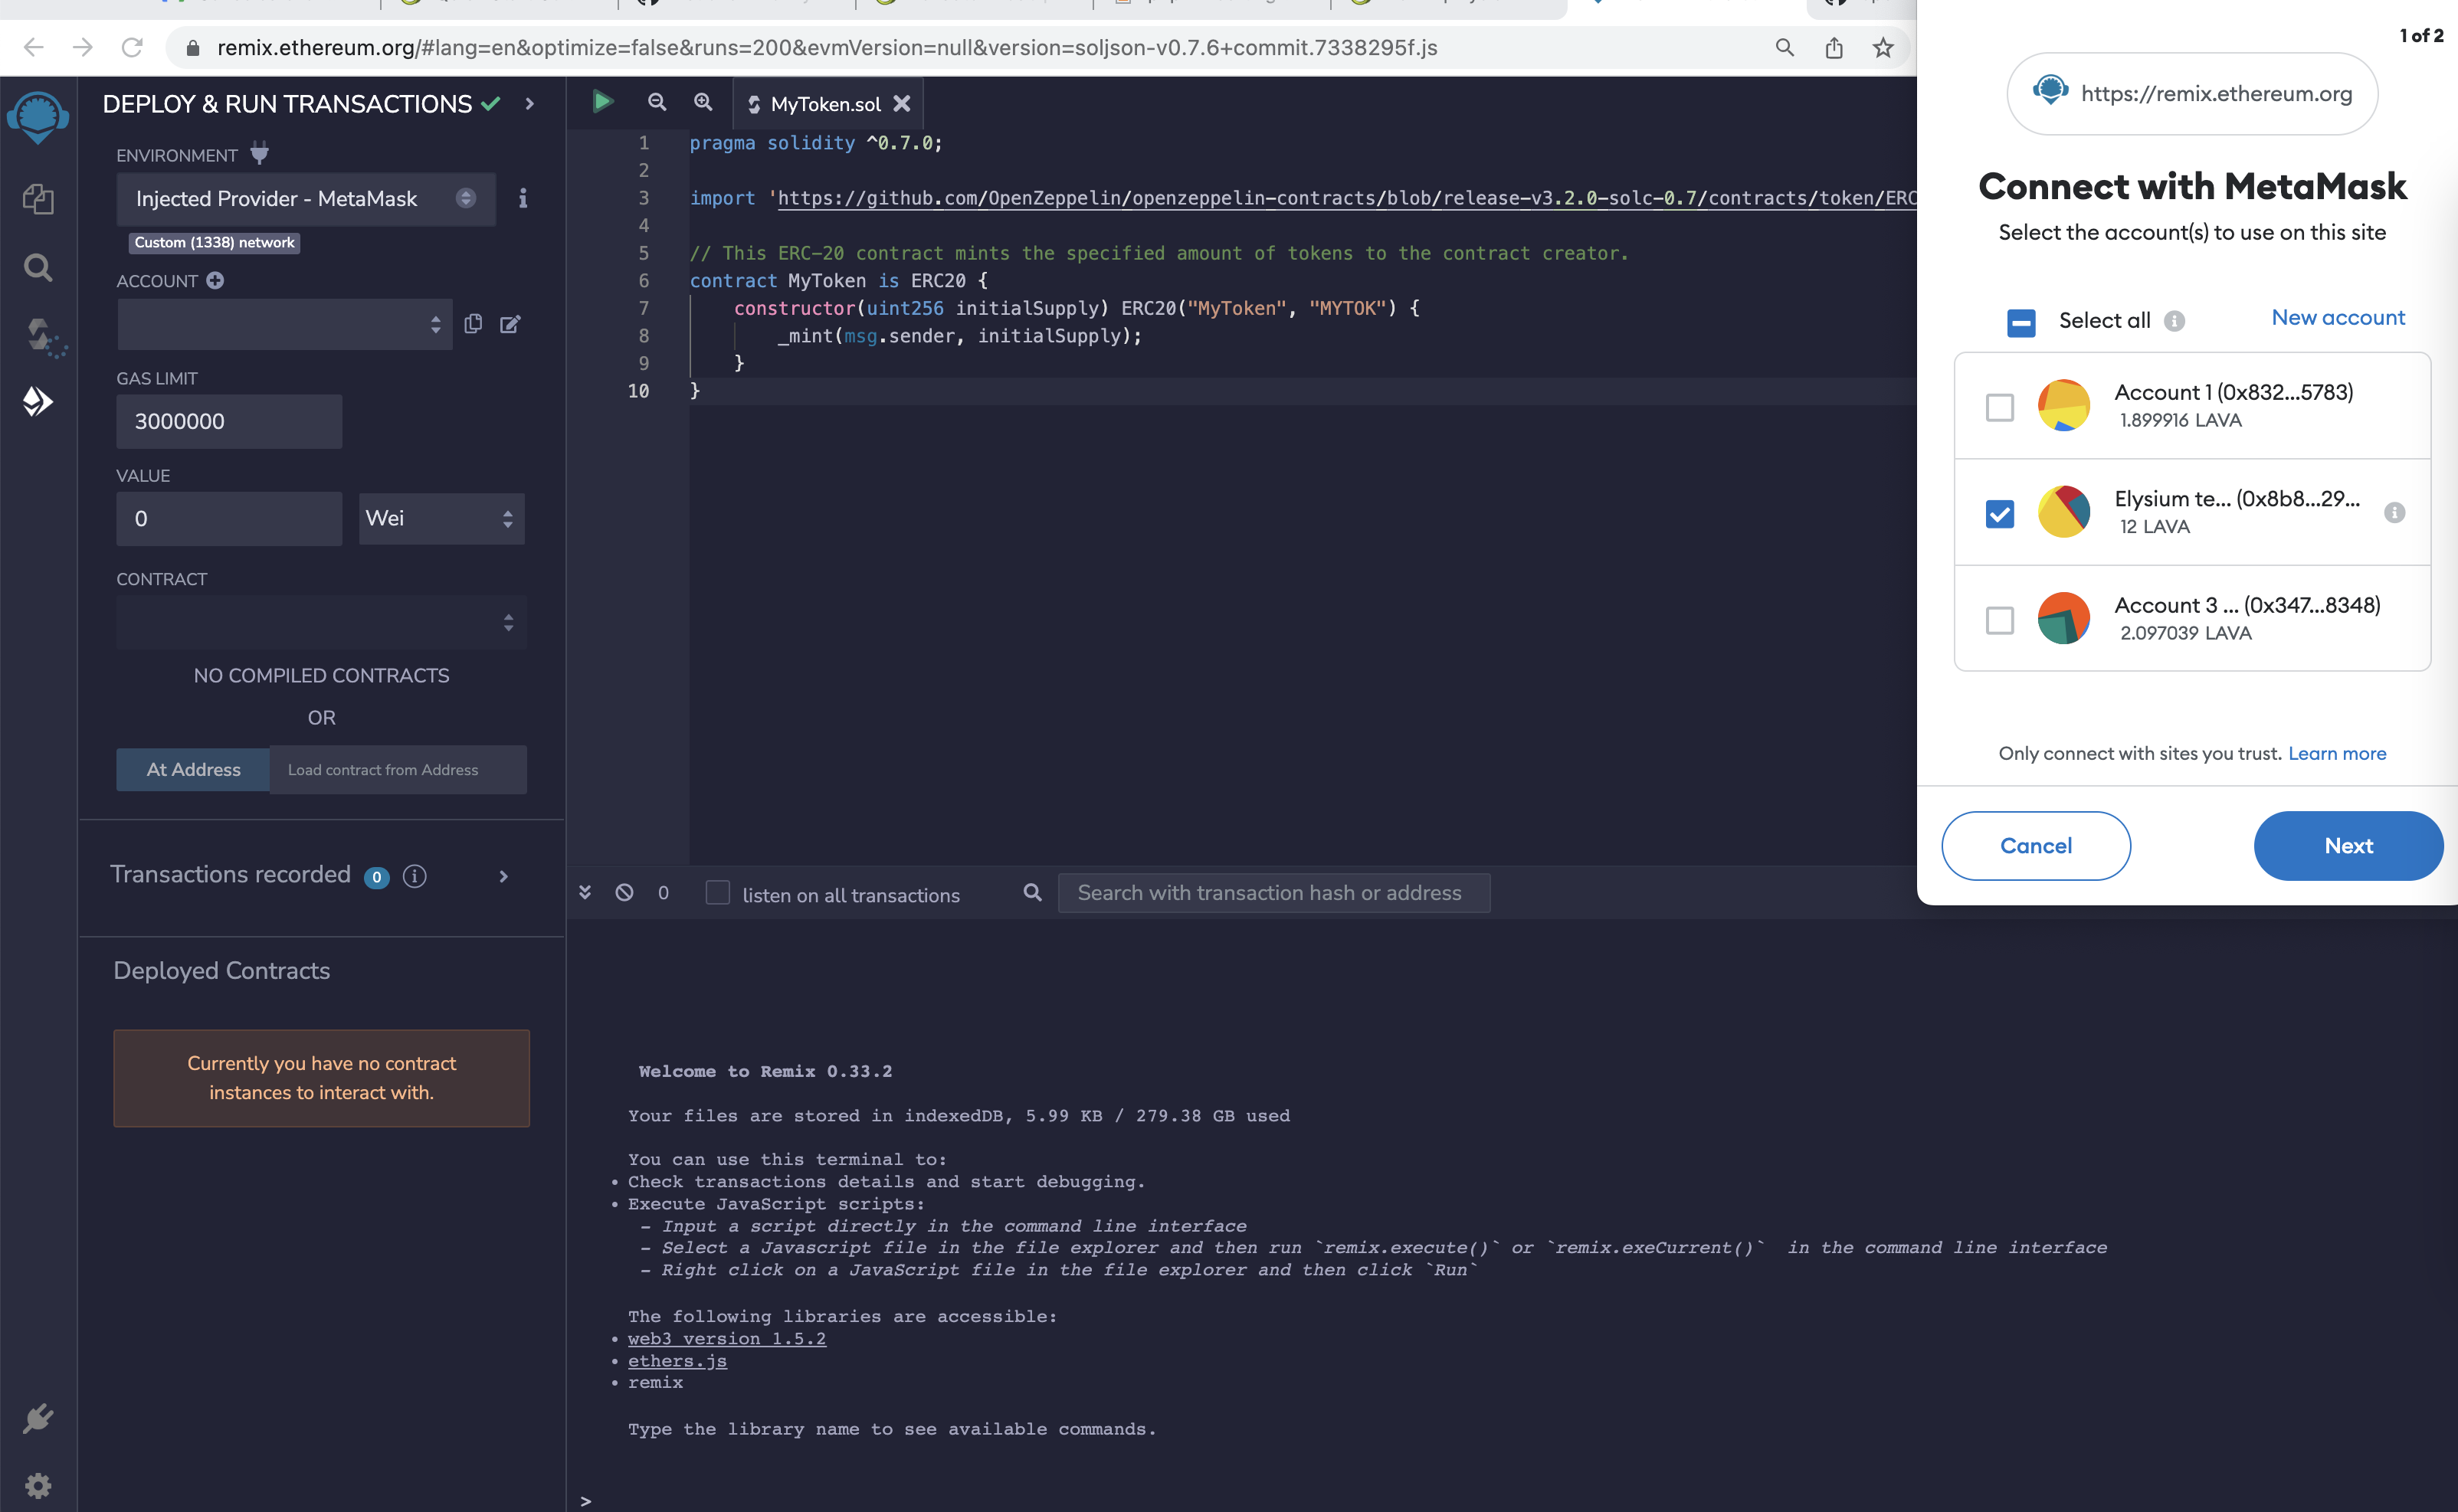 remix.ethereum.org/#lang=en&optimize=false&runs=200&evmVersion=null&version=soljson-v0.7.6+commit.7338295f.js
DEPLOY & RUN TRANSACTIONS
ENVIRONMENT
Injected Provider - MetaMask
Custom (1338) network
ACCOUNT
GAS LIMIT
3000000
VALUE
0
Wei
CONTRACT
NO COMPILED CONTRACTS
OR
At Address
Load contract from Address
Transactions recorded 0
Deployed Contracts
Currently you have no contract
instances to interact with.
MyToken.sol
1 pragma solidity ^0.7.0;
2
3 import 'https://github.com/OpenZeppelin/openzeppelin-contracts/blob/release-v3.2.0-solc-0.7/contracts/token/ERC
4
5 // This ERC-20 contract mints the specified amount of tokens to the contract creator.
6 contract MyToken is ERC20 {
7 constructor(uint256 initialSupply) ERC20("MyToken", "MYTOK") {
8 _mint(msg.sender, initialSupply);
9 }
10 }
0
listen on all transactions
Search with transaction hash or address
Welcome to Remix 0.33.2
Your files are stored in indexedDB, 5.99 KB / 279.38 GB used
You can use this terminal to:
• Check transactions details and start debugging.
• Execute JavaScript scripts:
- Input a script directly in the command line interface
- Select a Javascript file in the file explorer and then run `remix.execute()` or `remix.exeCurrent()` in the command line interface
- Right click on a JavaScript file in the file explorer and then click `Run`
The following libraries are accessible:
• web3 version 1.5.2
• ethers.js
• remix
Type the library name to see available commands.
>
1 of 2
https://remix.ethereum.org
Connect with MetaMask
Select the account(s) to use on this site
Select all
New account
Account 1 (0x832...5783)
1.899916 LAVA
Elysium te... (0x8b8...29...
12 LAVA
Account 3 ... (0x347...8348)
2.097039 LAVA
Only connect with sites you trust. Learn more
Cancel
Next